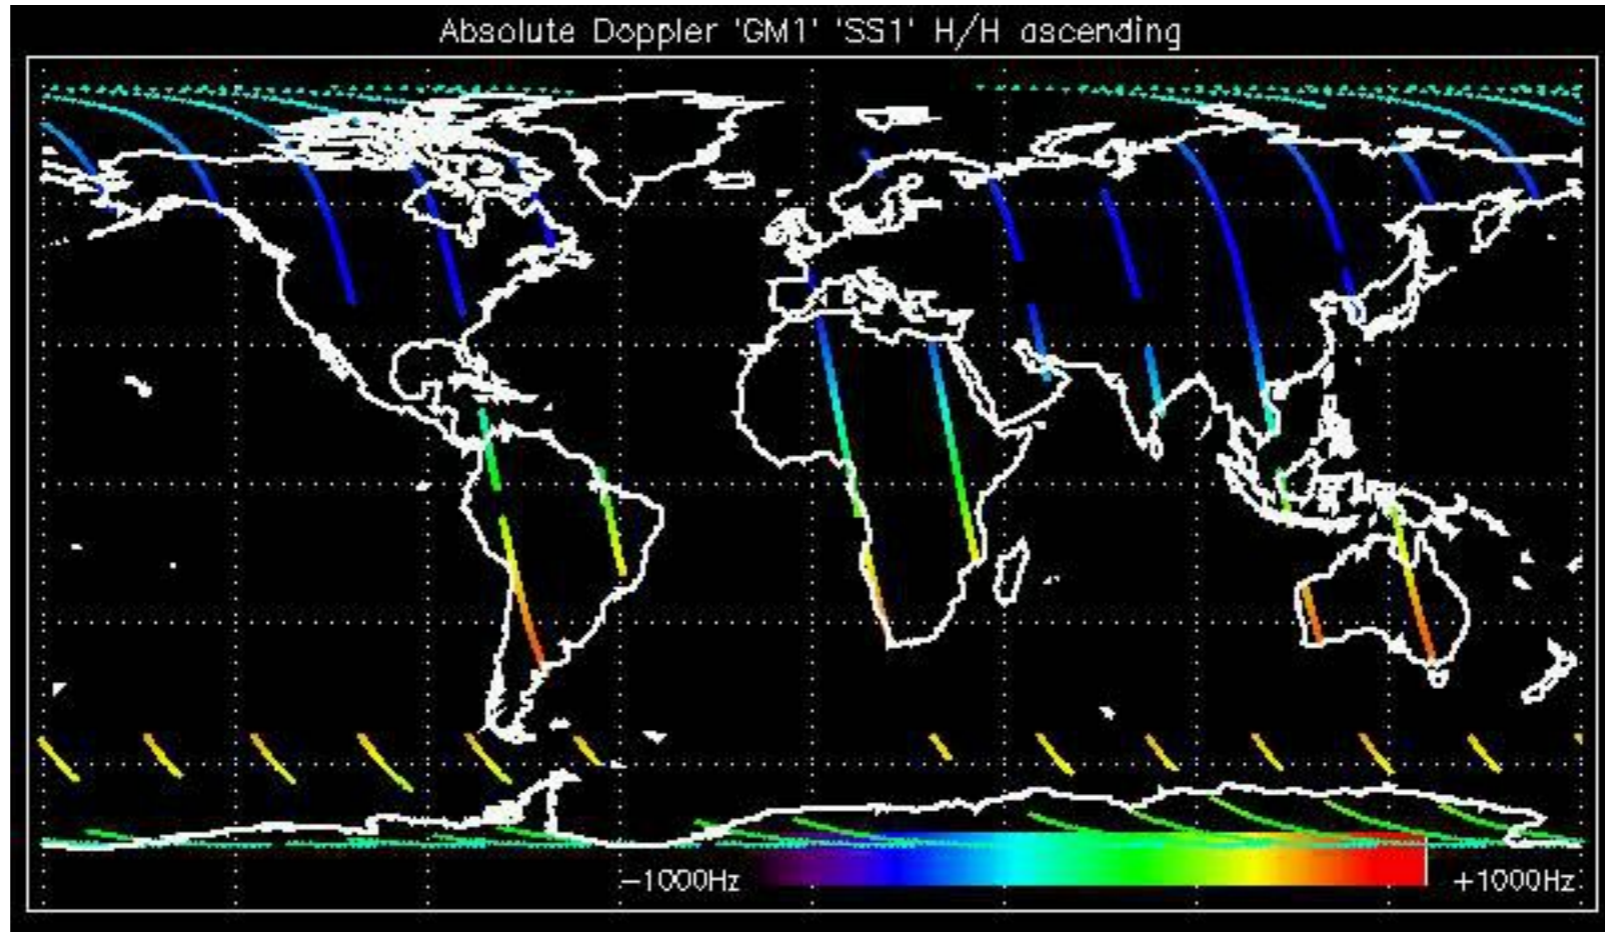 Absolute Doppler 'GM1' 'SS1' H/H ascending
−1000Hz
+1000Hz